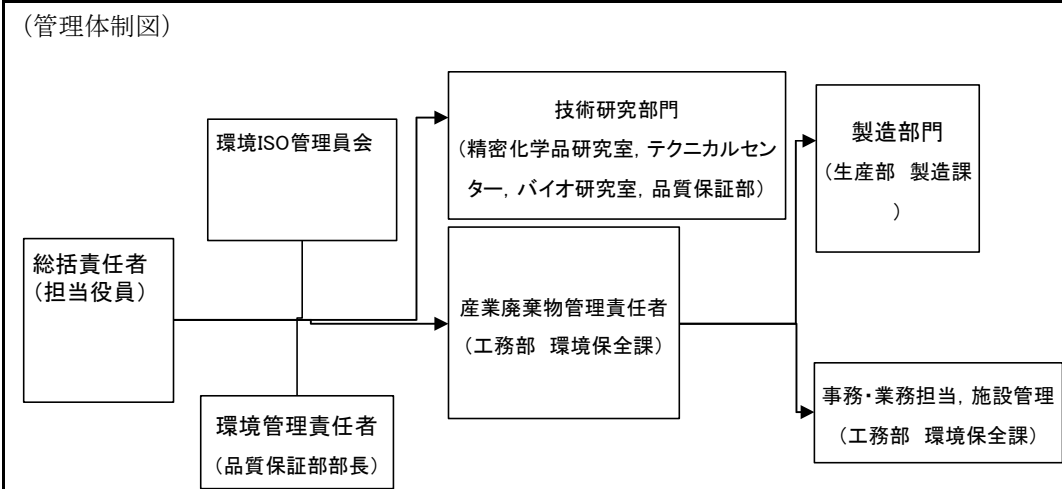 （管理体制図）
環境ISO管理員会
総括責任者
（担当役員）
環境管理責任者
（品質保証部部長）
技術研究部門
（精密化学品研究室，テクニカルセン
ター，バイオ研究室，品質保証部）
産業廃棄物管理責任者
（工務部　環境保全課）
製造部門
（生産部　製造課
）
事務・業務担当，施設管理
（工務部　環境保全課）